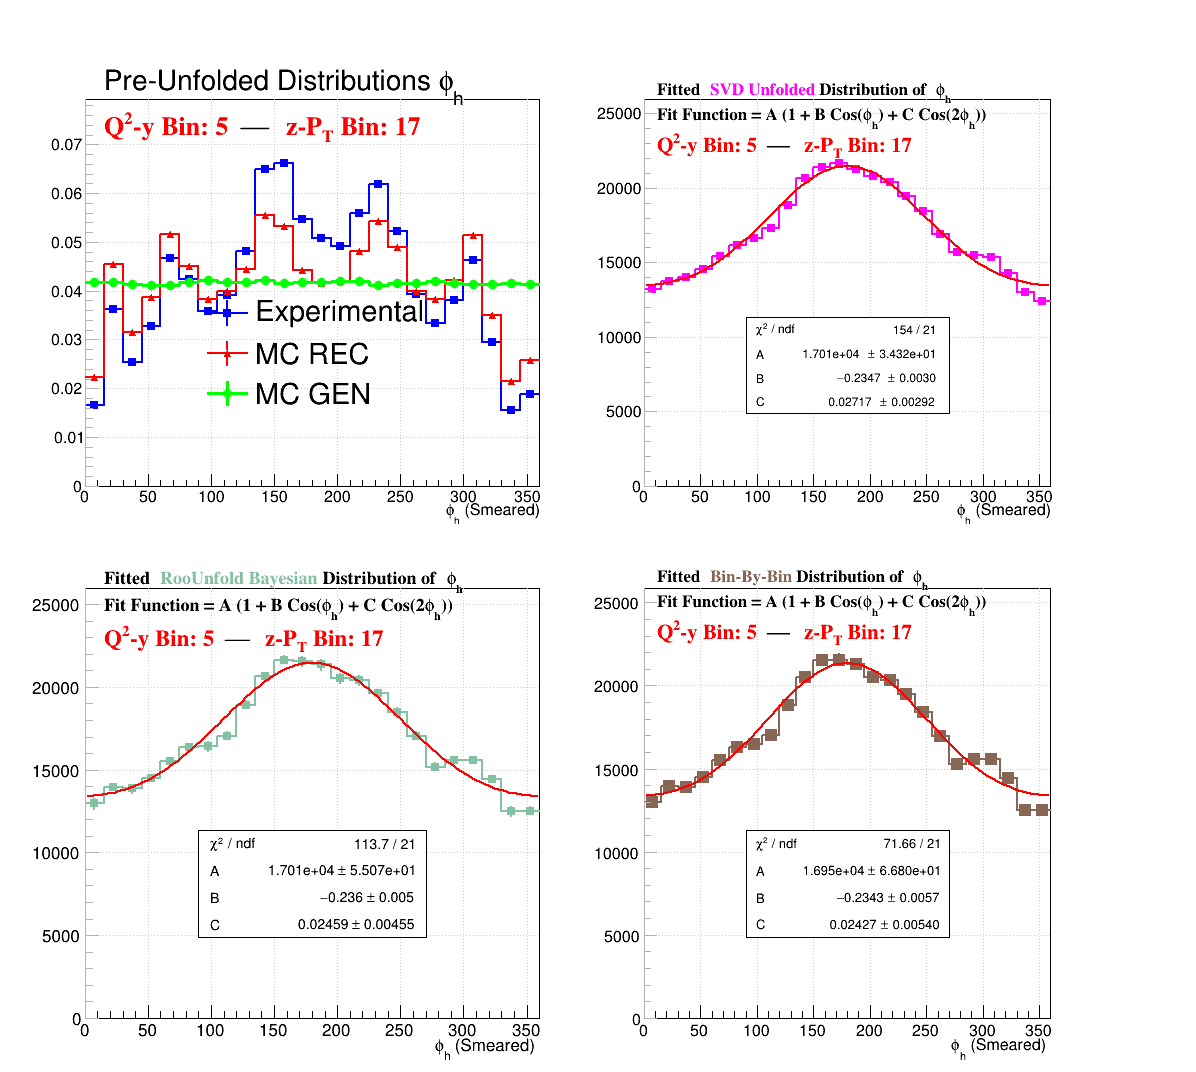 Pre-Unfolded Distributions ϕh
Q²-y Bin: 5 — z-PT Bin: 17
0.07
0.06
0.05
0.04
0.03
0.02
0.01
0
Experimental
MC REC
MC GEN
0 50 100 150 200 250 300 350
ϕh (Smeared)
Fitted SVD Unfolded Distribution of ϕh
Fit Function = A (1 + B Cos(ϕh) + C Cos(2ϕh))
Q²-y Bin: 5 — z-PT Bin: 17
25000
20000
15000
10000
5000
0
χ² / ndf 154 / 21
A 1.701e+04 ± 3.432e+01
B −0.2347 ± 0.0030
C 0.02717 ± 0.00292
0 50 100 150 200 250 300 350
ϕh (Smeared)
Fitted RooUnfold Bayesian Distribution of ϕh
Fit Function = A (1 + B Cos(ϕh) + C Cos(2ϕh))
Q²-y Bin: 5 — z-PT Bin: 17
25000
20000
15000
10000
5000
0
χ² / ndf 113.7 / 21
A 1.701e+04 ± 5.507e+01
B −0.236 ± 0.005
C 0.02459 ± 0.00455
0 50 100 150 200 250 300 350
ϕh (Smeared)
Fitted Bin-By-Bin Distribution of ϕh
Fit Function = A (1 + B Cos(ϕh) + C Cos(2ϕh))
Q²-y Bin: 5 — z-PT Bin: 17
25000
20000
15000
10000
5000
0
χ² / ndf 71.66 / 21
A 1.695e+04 ± 6.680e+01
B −0.2343 ± 0.0057
C 0.02427 ± 0.00540
0 50 100 150 200 250 300 350
ϕh (Smeared)